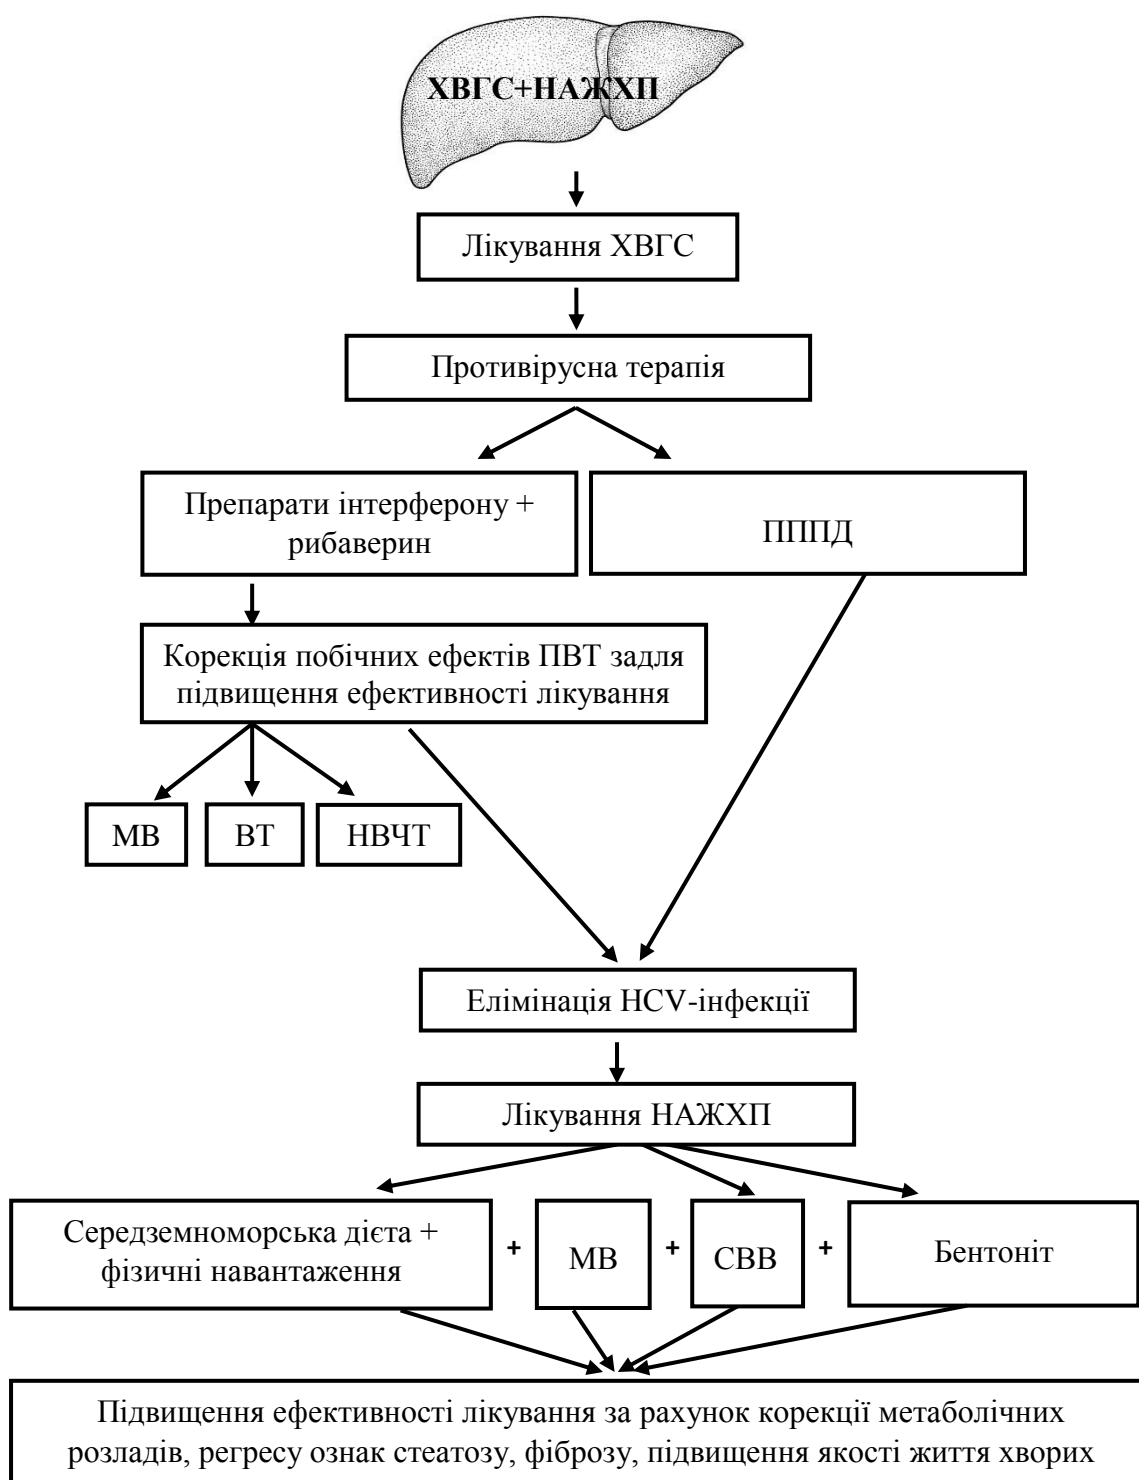 ХВГС+НАЖХП
Лікування ХВГС
Противірусна терапія
Препарати інтерферону +
рибаверин
ПППД
Корекція побічних ефектів ПВТ задля
підвищення ефективності лікування
МВ
ВТ
НВЧТ
Елімінація HCV-інфекції
Лікування НАЖХП
Середземноморська дієта +
фізичні навантаження
+
МВ
+
СВВ
+
Бентоніт
Підвищення ефективності лікування за рахунок корекції метаболічних
розладів, регресу ознак стеатозу, фіброзу, підвищення якості життя хворих